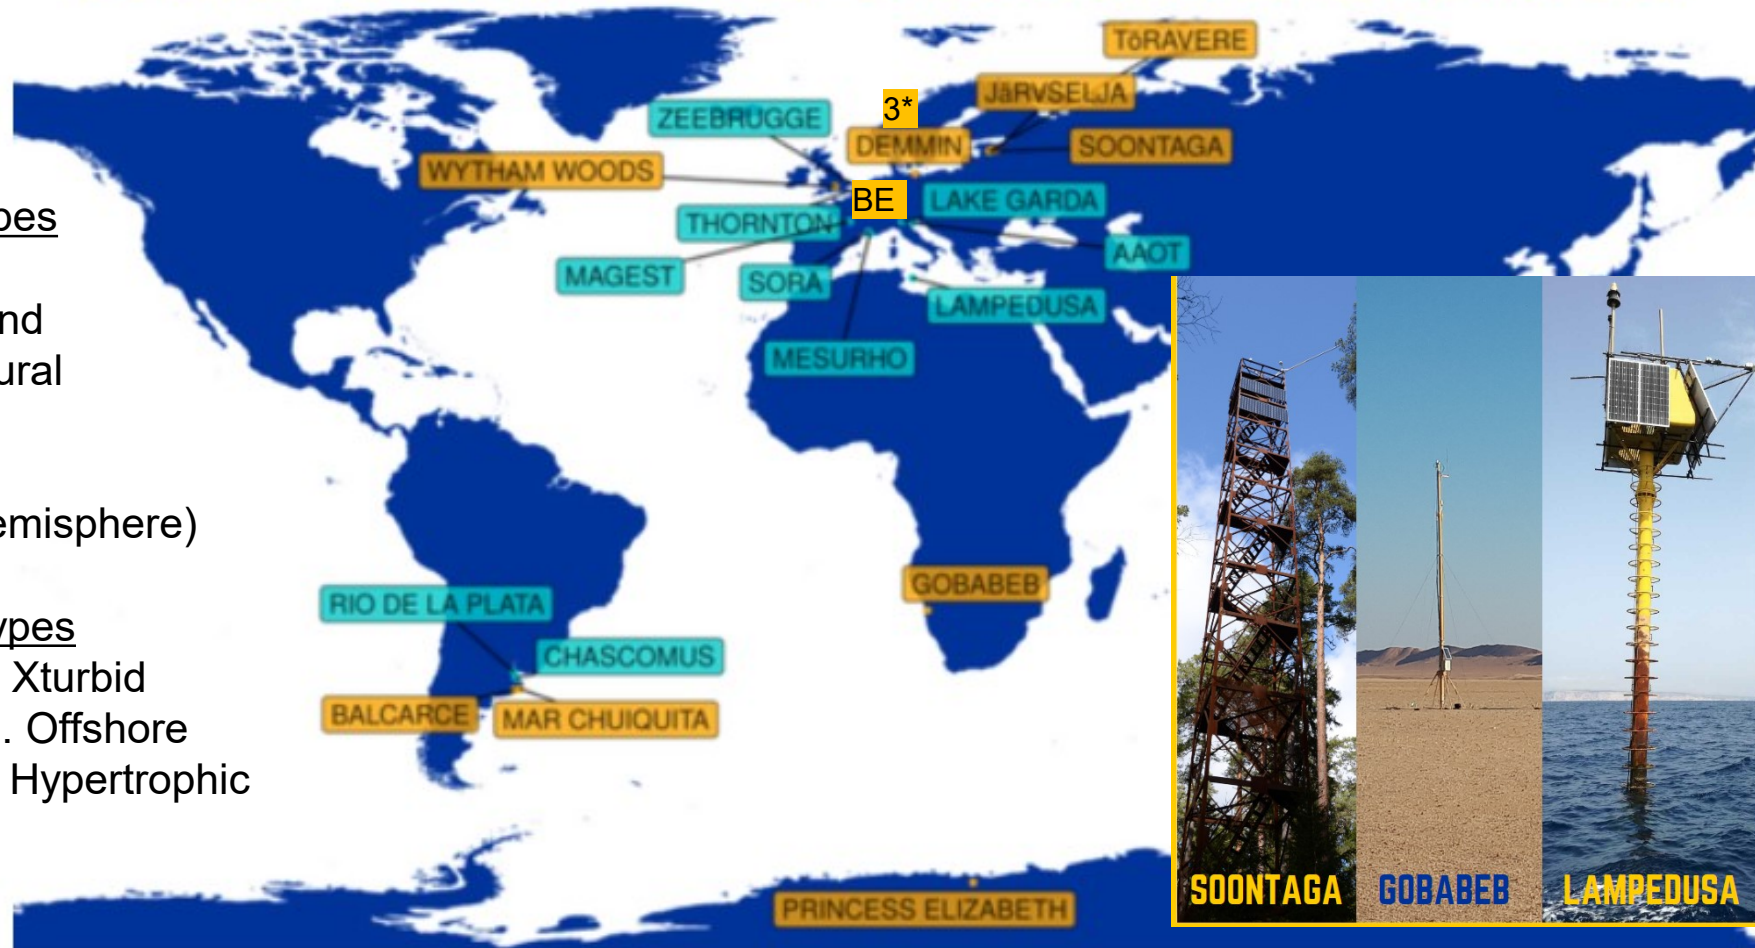 TõRAVERE
JäRVSELJA
3*
ZEEBRUGGE
DEMMIN
SOONTAGA
WYTHAM WOODS
BE
LAKE GARDA
pes
THORNTON
AAOT
MAGEST
SORA
LAMPEDUSA
nd
MESURHO
ural
emisphere)
GOBABEB
RIO DE LA PLATA
ypes
CHASCOMUS
Xturbid
BALCARCE
MAR CHUIQUITA
. Offshore
Hypertrophic
SOONTAGA
GOBABEB
LAMPEDUSA
PRINCESS ELIZABETH